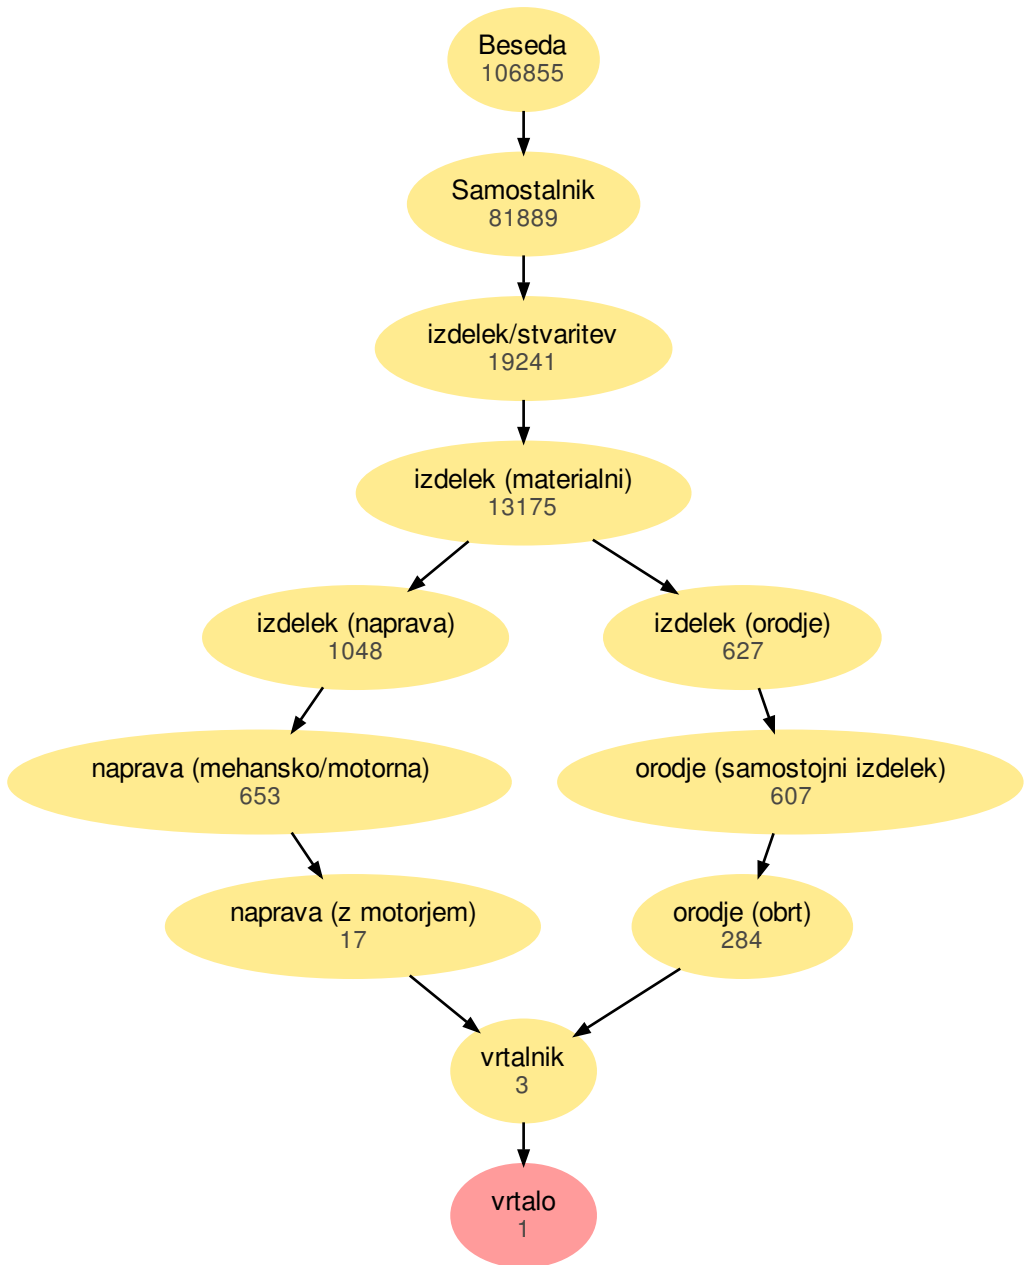 Beseda
106855
Samostalnik
81889
izdelek/stvaritev
19241
izdelek (materialni)
13175
izdelek (naprava)
1048
izdelek (orodje)
627
naprava (mehansko/motorna)
653
orodje (samostojni izdelek)
607
naprava (z motorjem)
17
orodje (obrt)
284
vrtalnik
3
vrtalo
1